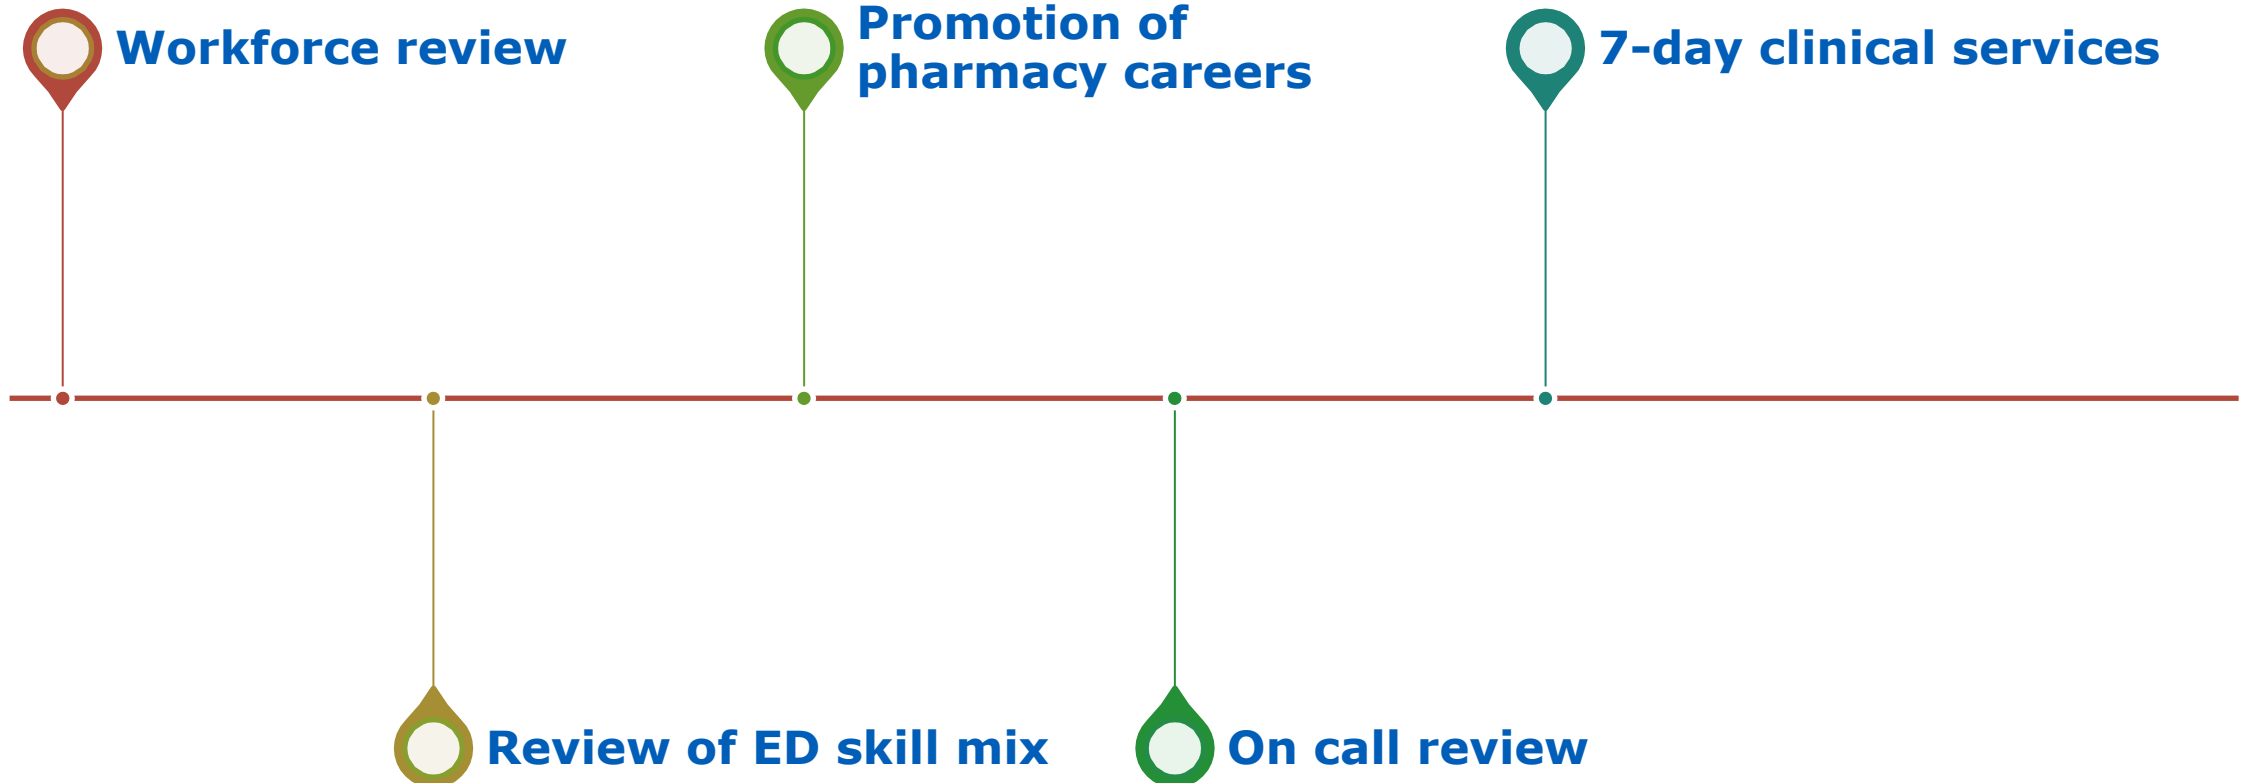 Workforce review
Promotion of
pharmacy careers
7-day clinical services
Review of ED skill mix
On call review